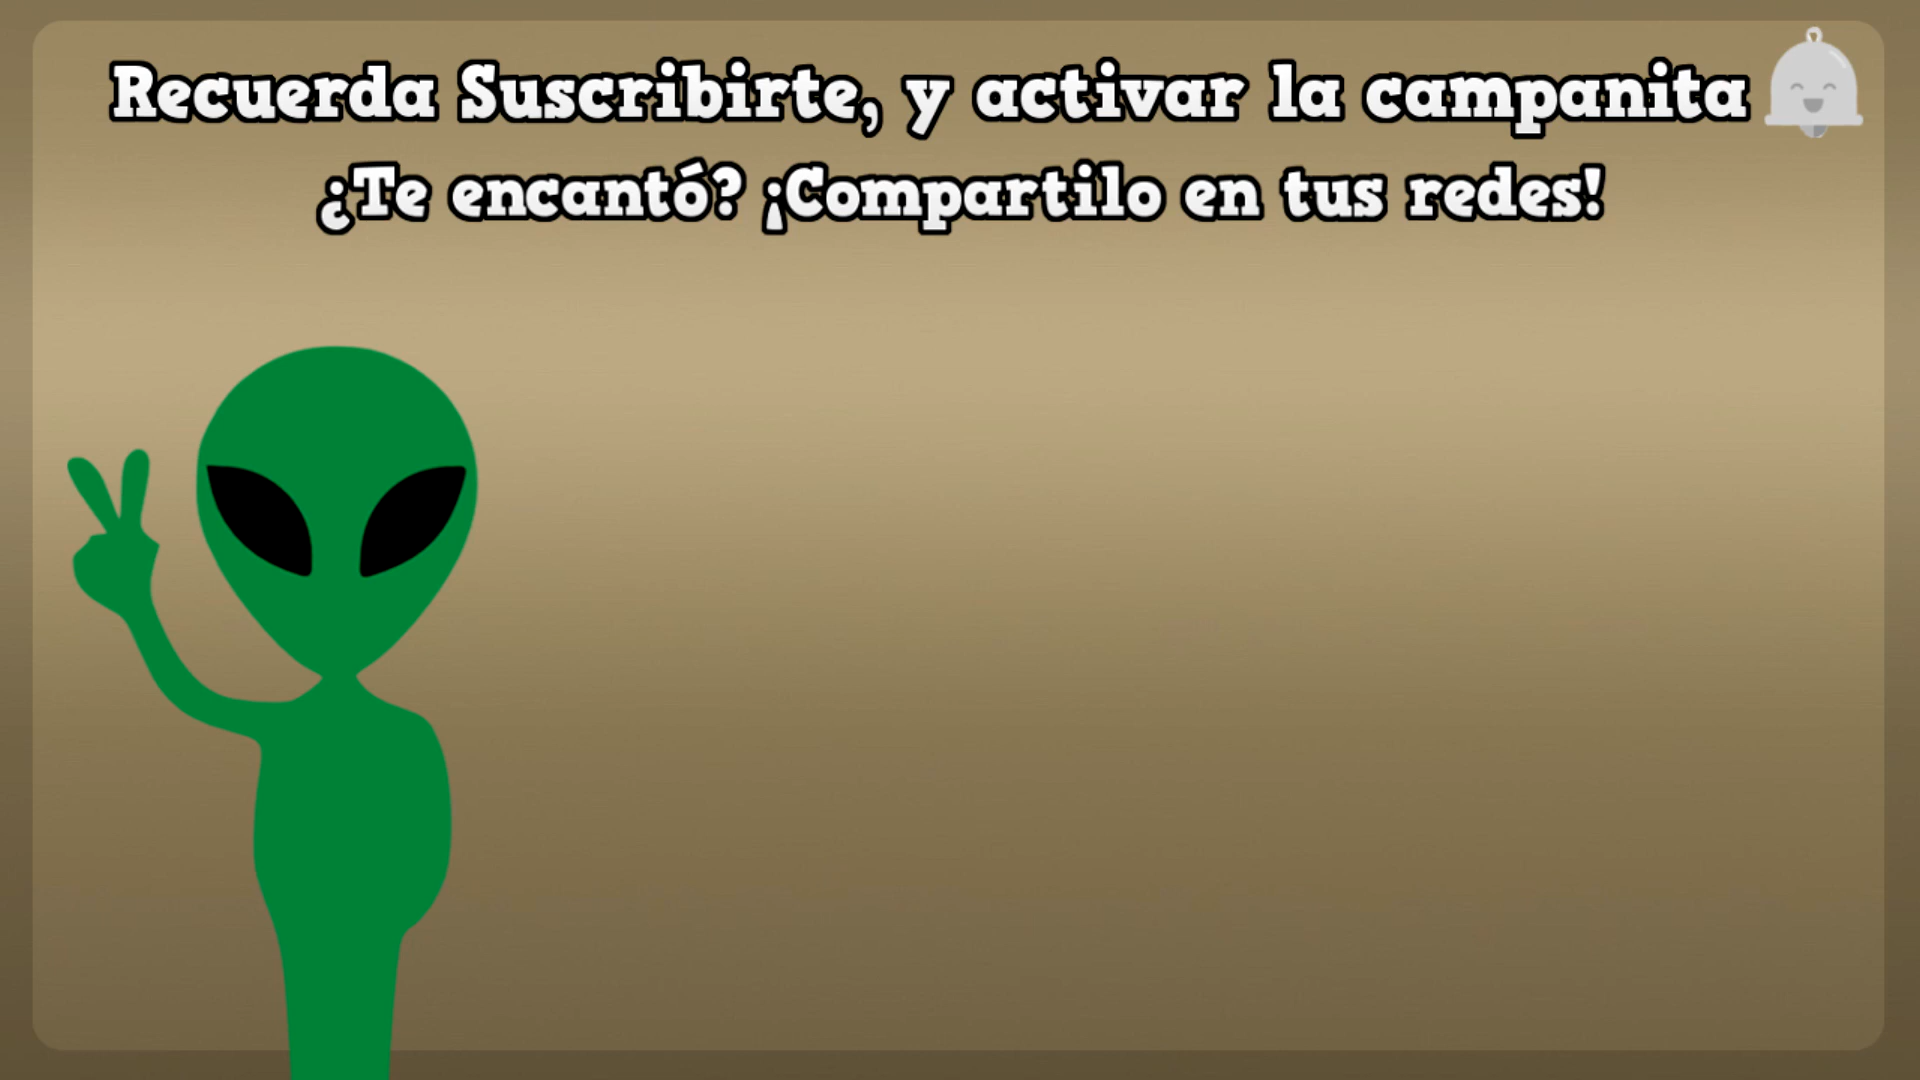 Recuerda Suscribirte, y activar la campanita
¿Te encantó? ¡Compartilo en tus redes!